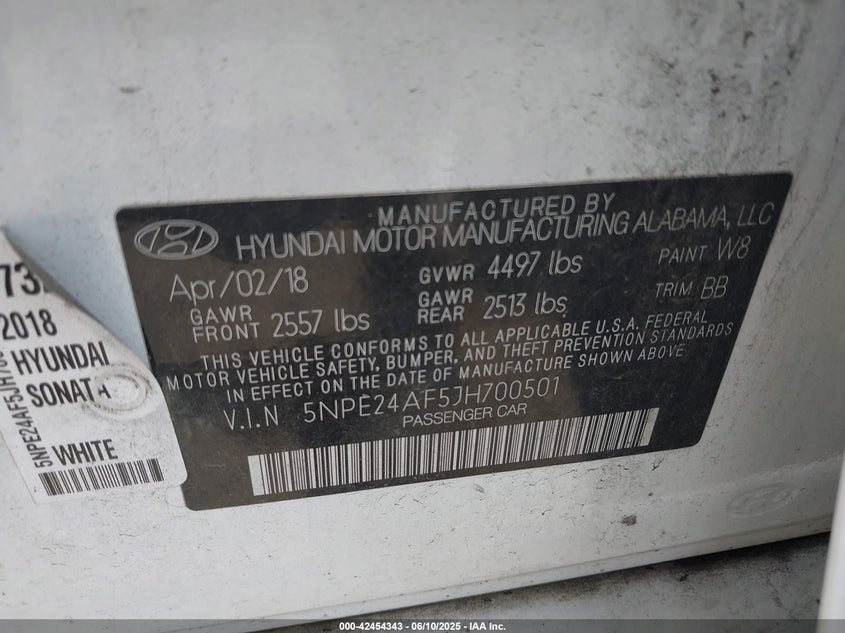 MANUFACTURED BY
HYUNDAI MOTOR MANUFACTURING ALABAMA, LLC
Apr/02/18 GVWR 4497 lbs PAINT W8
GAWR FRONT 2557 lbs GAWR REAR 2513 lbs TRIM BB
THIS VEHICLE CONFORMS TO ALL APPLICABLE U.S.A. FEDERAL
MOTOR VEHICLE SAFETY, BUMPER, AND THEFT PREVENTION STANDARDS
IN EFFECT ON THE DATE OF MANUFACTURE SHOWN ABOVE
V.I.N 5NPE24AF5JH700501
PASSENGER CAR
2018
HYUNDAI
SONATA
WHITE
000-42454343 - 06/10/2025 - IAA Inc.